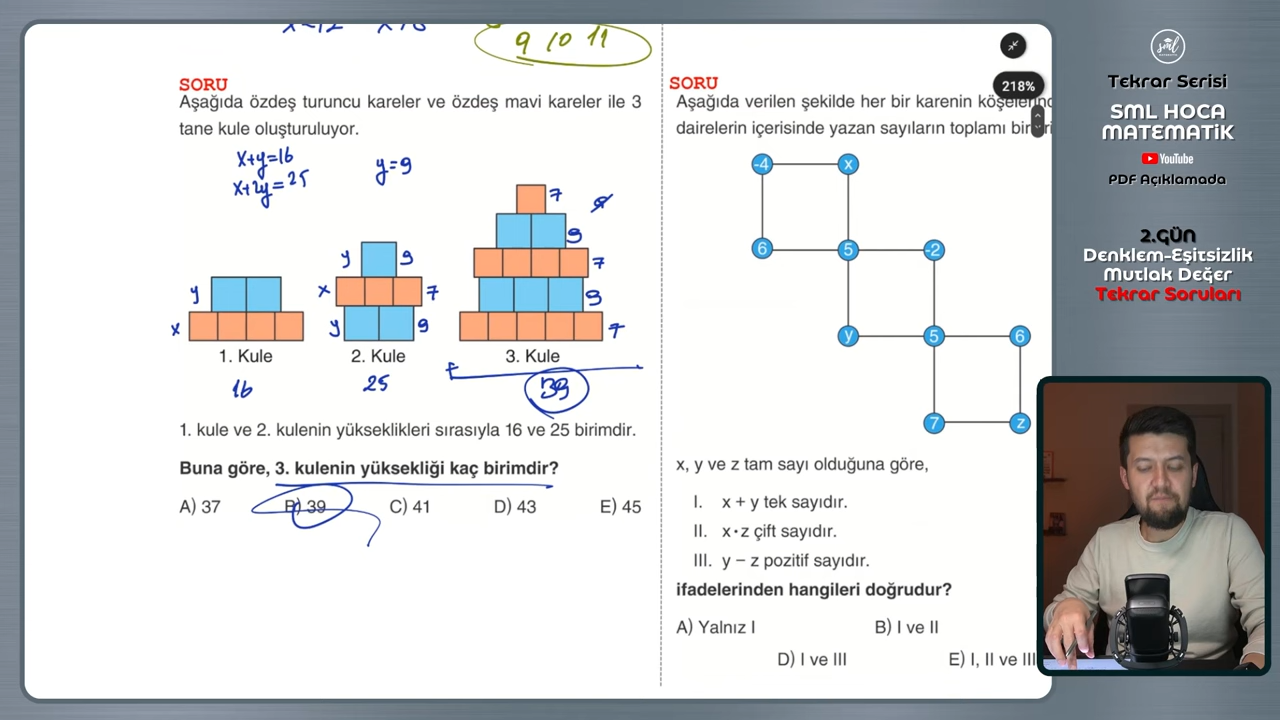 9 10 11
SORU
Aşağıda özdeş turuncu kareler ve özdeş mavi kareler ile 3
tane kule oluşturuluyor.
x+y=16
x+2y=25
y=9
7
9
7
9
7
y 9
x 7
y 9
y
x
1. Kule
2. Kule
3. Kule
16
25
39
1. kule ve 2. kulenin yükseklikleri sırasıyla 16 ve 25 birimdir.
Buna göre, 3. kulenin yüksekliği kaç birimdir?
A) 37 B) 39 C) 41 D) 43 E) 45
SORU
218%
Aşağıda verilen şekilde her bir karenin
dairelerin içerisinde yazan sayıların toplamı
-4 x
6 5 -2
y 5 6
7 z
x, y ve z tam sayı olduğuna göre,
I. x + y tek sayıdır.
II. x·z çift sayıdır.
III. y − z pozitif sayıdır.
ifadelerinden hangileri doğrudur?
A) Yalnız I B) I ve II
D) I ve III E) I, II ve III
sml
Tekrar Serisi
SML HOCA
MATEMATİK
YouTube
PDF Açıklamada
2.GÜN
Denklem-Eşitsizlik
Mutlak Değer
Tekrar Soruları